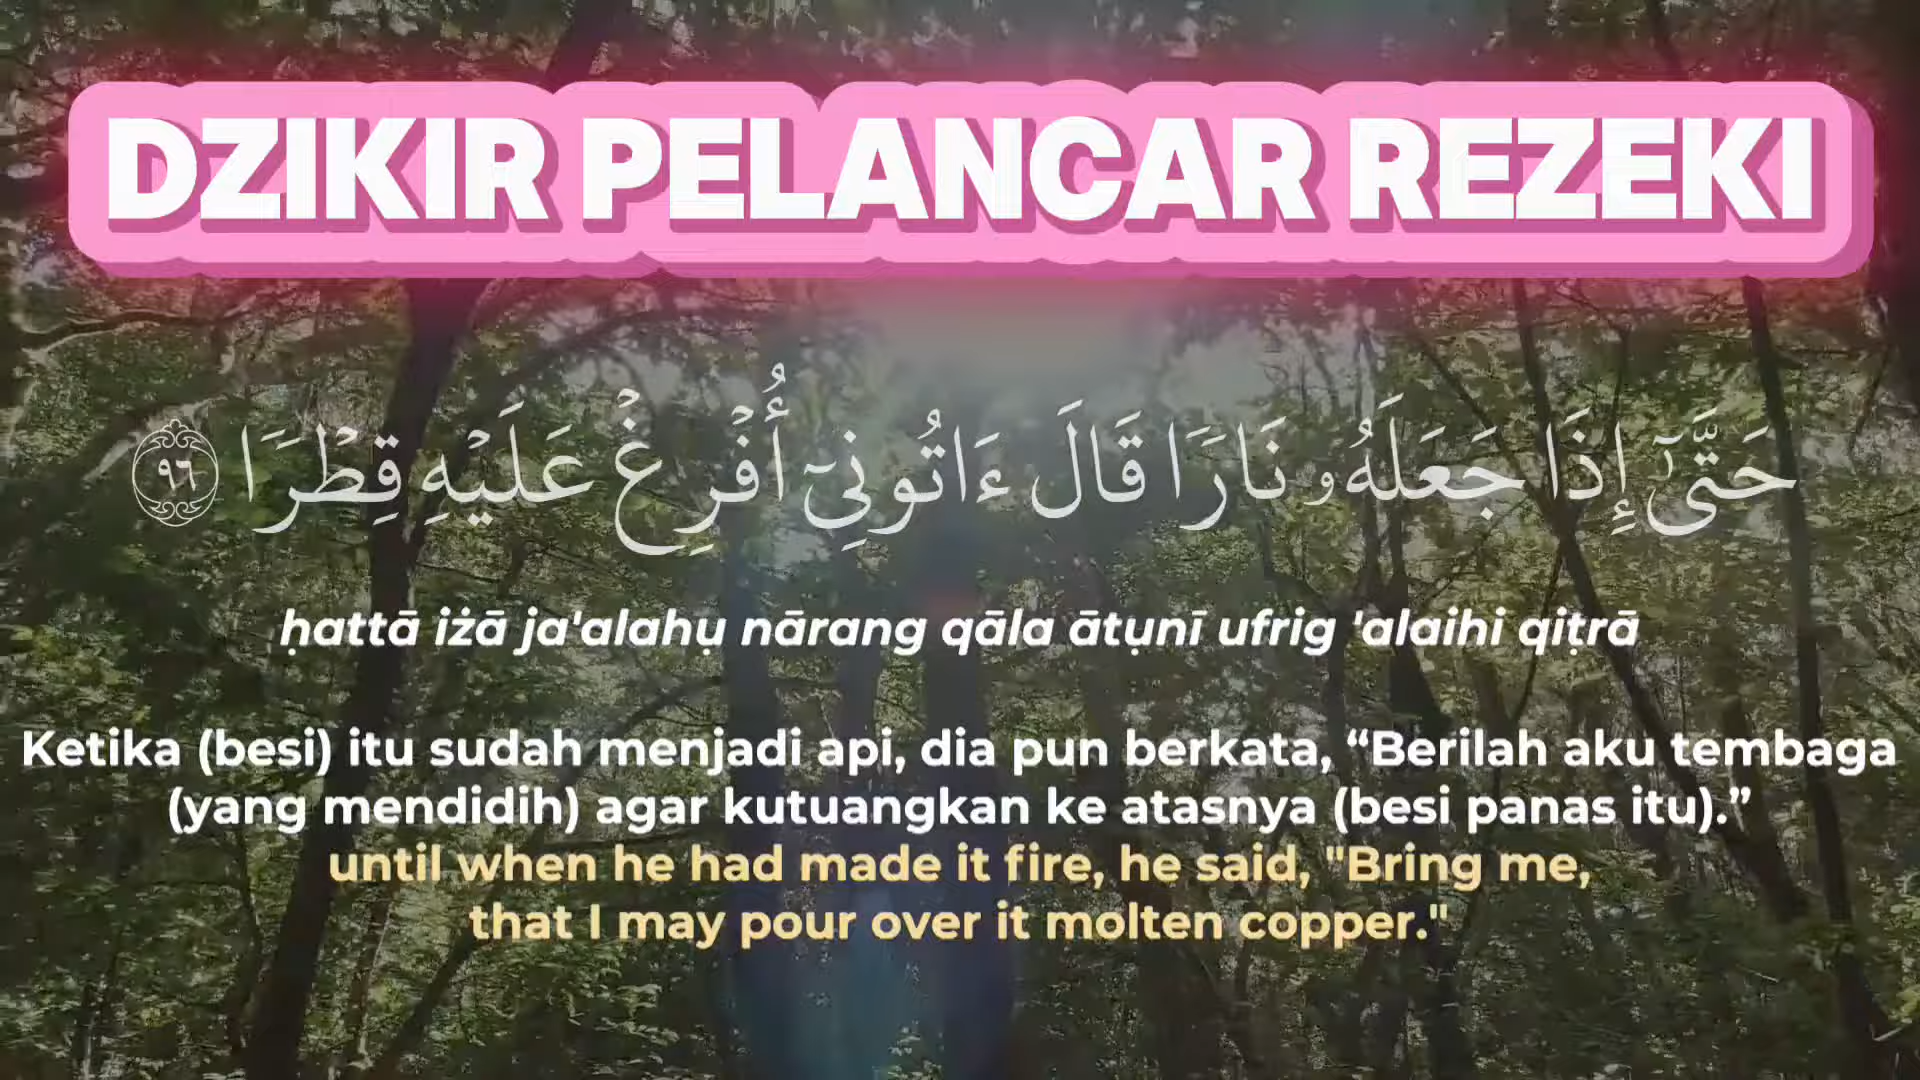 DZIKIR PELANCAR REZEKI
حَتَّىٰٓ إِذَا جَعَلَهُۥ نَارًا قَالَ ءَاتُونِىٓ أُفْرِغْ عَلَيْهِ قِطْرًا ٩٦
ḥattā iżā ja'alahụ nārang qāla ātụnī ufrig 'alaihi qiṭrā
Ketika (besi) itu sudah menjadi api, dia pun berkata, “Berilah aku tembaga
(yang mendidih) agar kutuangkan ke atasnya (besi panas itu).”
until when he had made it fire, he said, "Bring me,
that I may pour over it molten copper."